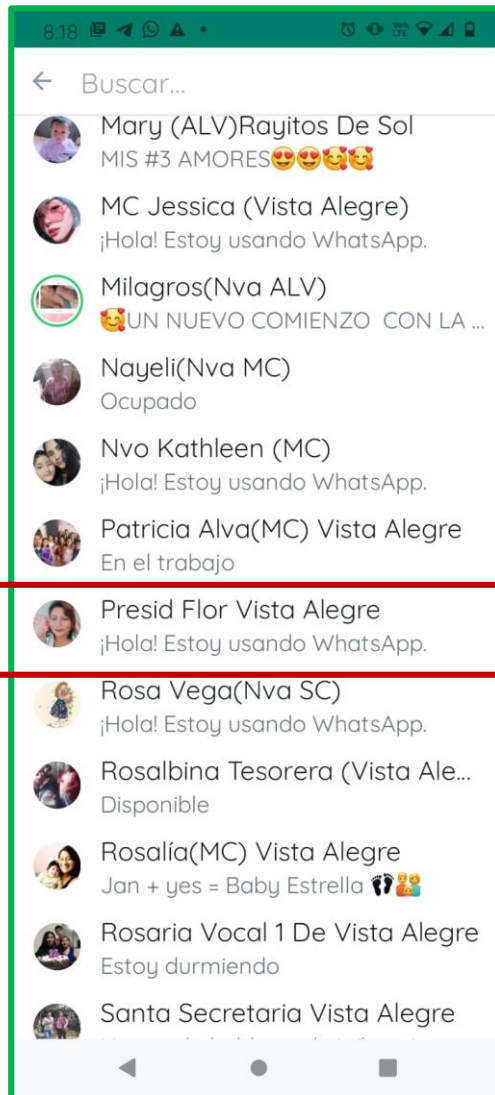 8:18
Buscar...
Mary (ALV)Rayitos De Sol
MIS #3 AMORES😍😍🥰🥰
MC Jessica (Vista Alegre)
¡Hola! Estoy usando WhatsApp.
Milagros(Nva ALV)
🥰UN NUEVO COMIENZO CON LA ...
Nayeli(Nva MC)
Ocupado
Nvo Kathleen (MC)
¡Hola! Estoy usando WhatsApp.
Patricia Alva(MC) Vista Alegre
En el trabajo
Presid Flor Vista Alegre
¡Hola! Estoy usando WhatsApp.
Rosa Vega(Nva SC)
¡Hola! Estoy usando WhatsApp.
Rosalbina Tesorera (Vista Ale...
Disponible
Rosalía(MC) Vista Alegre
Jan + yes = Baby Estrella 👣👨‍👩‍👦
Rosaria Vocal 1 De Vista Alegre
Estoy durmiendo
Santa Secretaria Vista Alegre